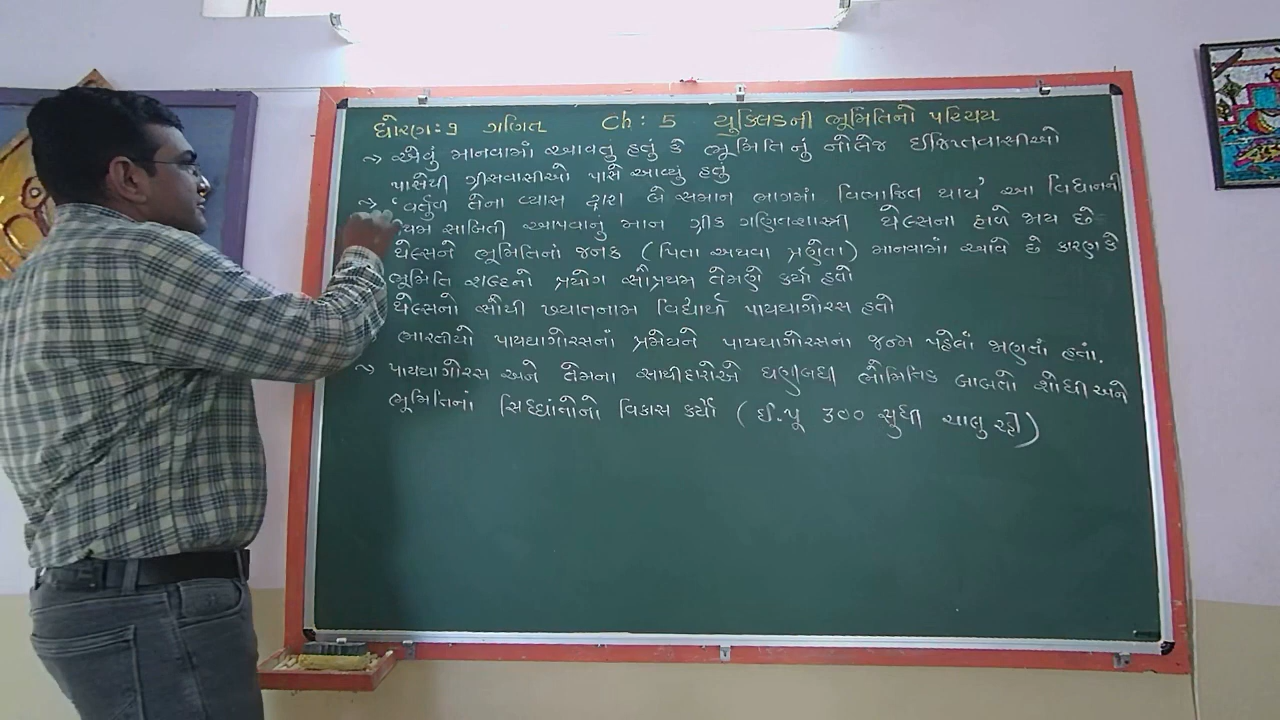 ધોરણ: ૭ ગણિત Ch: 5 યુક્લિડની ભૂમિતિનો પરિચય
→ એવું માનવામાં આવતું હતું કે ભૂમિતિ નું નોલેજ ઈજિપ્તવાસીઓ
પાસેથી ગ્રીસવાસીઓ પાસે આવ્યું હતું
→ 'વર્તુળ તેના વ્યાસ દ્વારા બે સમાન ભાગમાં વિભાજિત થાય' આ વિધાનની
સાબિતી આપવાનું માન ગ્રીક ગણિતશાસ્ત્રી થેલ્સના ફાળે જાય છે
થેલ્સને ભૂમિતિનાં જનક (પિતા અથવા પ્રણેતા) માનવામાં આવે છે કારણ કે
ભૂમિતિ શબ્દનો પ્રયોગ સૌપ્રથમ તેમણે કર્યો હતો
થેલ્સનો સૌથી ખ્યાતનામ વિદ્યાર્થી પાયથાગોરસ હતો
ભારતીયો પાયથાગોરસનાં પ્રમેયને પાયથાગોરસનાં જન્મ પહેલાં જાણતાં હતાં.
→ પાયથાગોરસ અને તેમના સાથીદારોએ ઘણીબધી ભૌમિતિક બાબતો શોધી અને
ભૂમિતિનાં સિદ્ધાંતોનો વિકાસ કર્યો (ઈ.પૂ 300 સુધી ચાલુ રહ્યો)